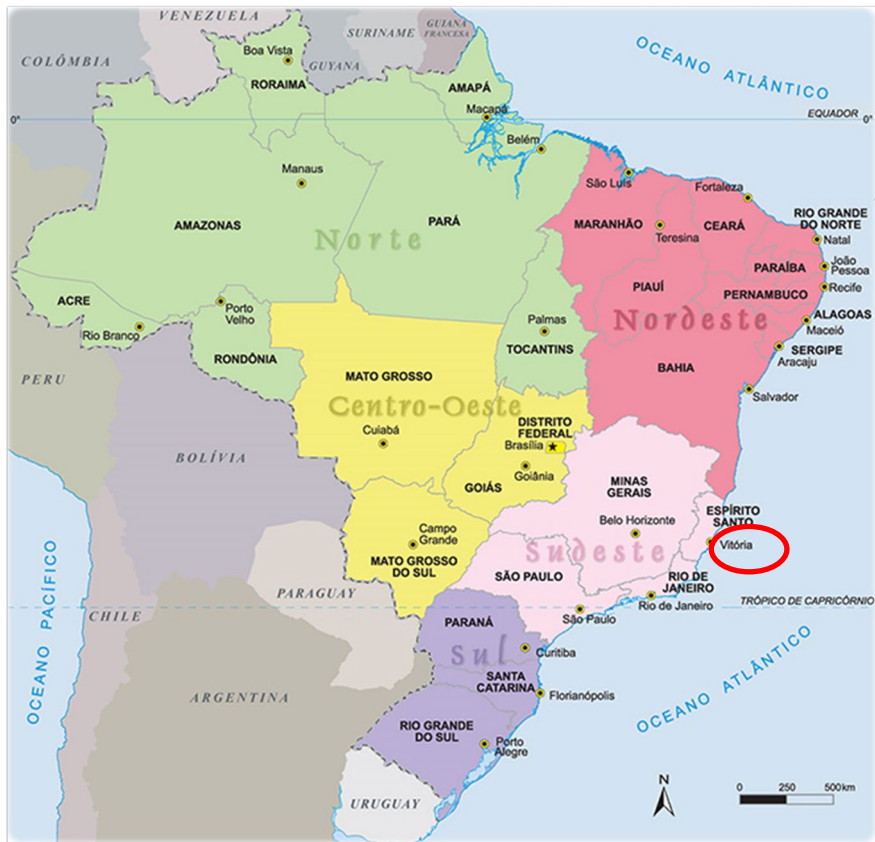 VENEZUELA
SURINAME
GUIANA
FRANCESA
COLÔMBIA
GUYANA
Boa Vista
RORAIMA
AMAPÁ
Macapá
OCEANO ATLÂNTICO
EQUADOR
0°
0°
Belém
Manaus
São Luís
Fortaleza
AMAZONAS
PARÁ
Norte
MARANHÃO
CEARÁ
RIO GRANDE
DO NORTE
Teresina
Natal
João
Pessoa
PARAÍBA
PIAUÍ
PERNAMBUCO
Recife
ACRE
Porto
Velho
Rio Branco
Palmas
Nordeste
ALAGOAS
Maceió
RONDÔNIA
TOCANTINS
SERGIPE
Aracaju
PERU
MATO GROSSO
BAHIA
Salvador
Centro-Oeste
Cuiabá
DISTRITO
FEDERAL
Brasília
BOLÍVIA
Goiânia
GOIÁS
MINAS
GERAIS
ESPÍRITO
SANTO
Campo
Grande
Belo Horizonte
Vitória
Sudeste
MATO GROSSO
DO SUL
SÃO PAULO
RIO DE
JANEIRO
PARAGUAY
Rio de Janeiro
TRÓPICO DE CAPRICÓRNIO
CHILE
São Paulo
PARANÁ
Sul
Curitiba
OCEANO PACÍFICO
SANTA
CATARINA
Florianópolis
ARGENTINA
OCEANO ATLÂNTICO
RIO GRANDE
DO SUL
Porto
Alegre
URUGUAY
N
0 250 500km